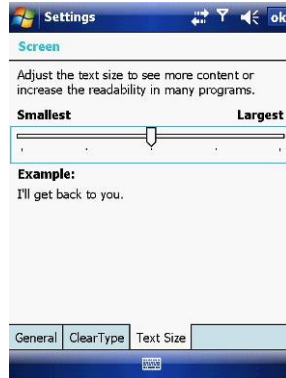 Settings
ok
Screen
Adjust the text size to see more content or
increase the readability in many programs.
Smallest Largest
Example:
I'll get back to you.
General ClearType Text Size